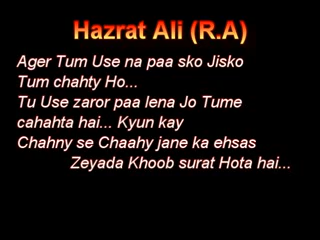 Hazrat Ali (R.A)
Ager Tum Use na paa sko Jisko
Tum chahty Ho...
Tu Use zaror paa lena Jo Tume
cahahta hai... Kyun kay
Chahny se Chaahy jane ka ehsas
Zeyada Khoob surat Hota hai...